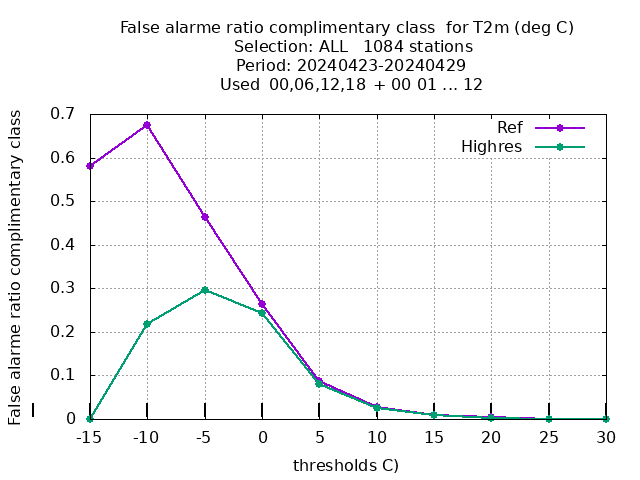 False alarme ratio complimentary class  for T2m (deg C)
Selection: ALL   1084 stations
Period: 20240423-20240429
Used  00,06,12,18  + 00 01 ... 12
False alarme ratio complimentary class
0.7
0.6
0.5
0.4
0.3
0.2
0.1
0
Ref
Highres
-15 -10 -5 0 5 10 15 20 25 30
thresholds C)